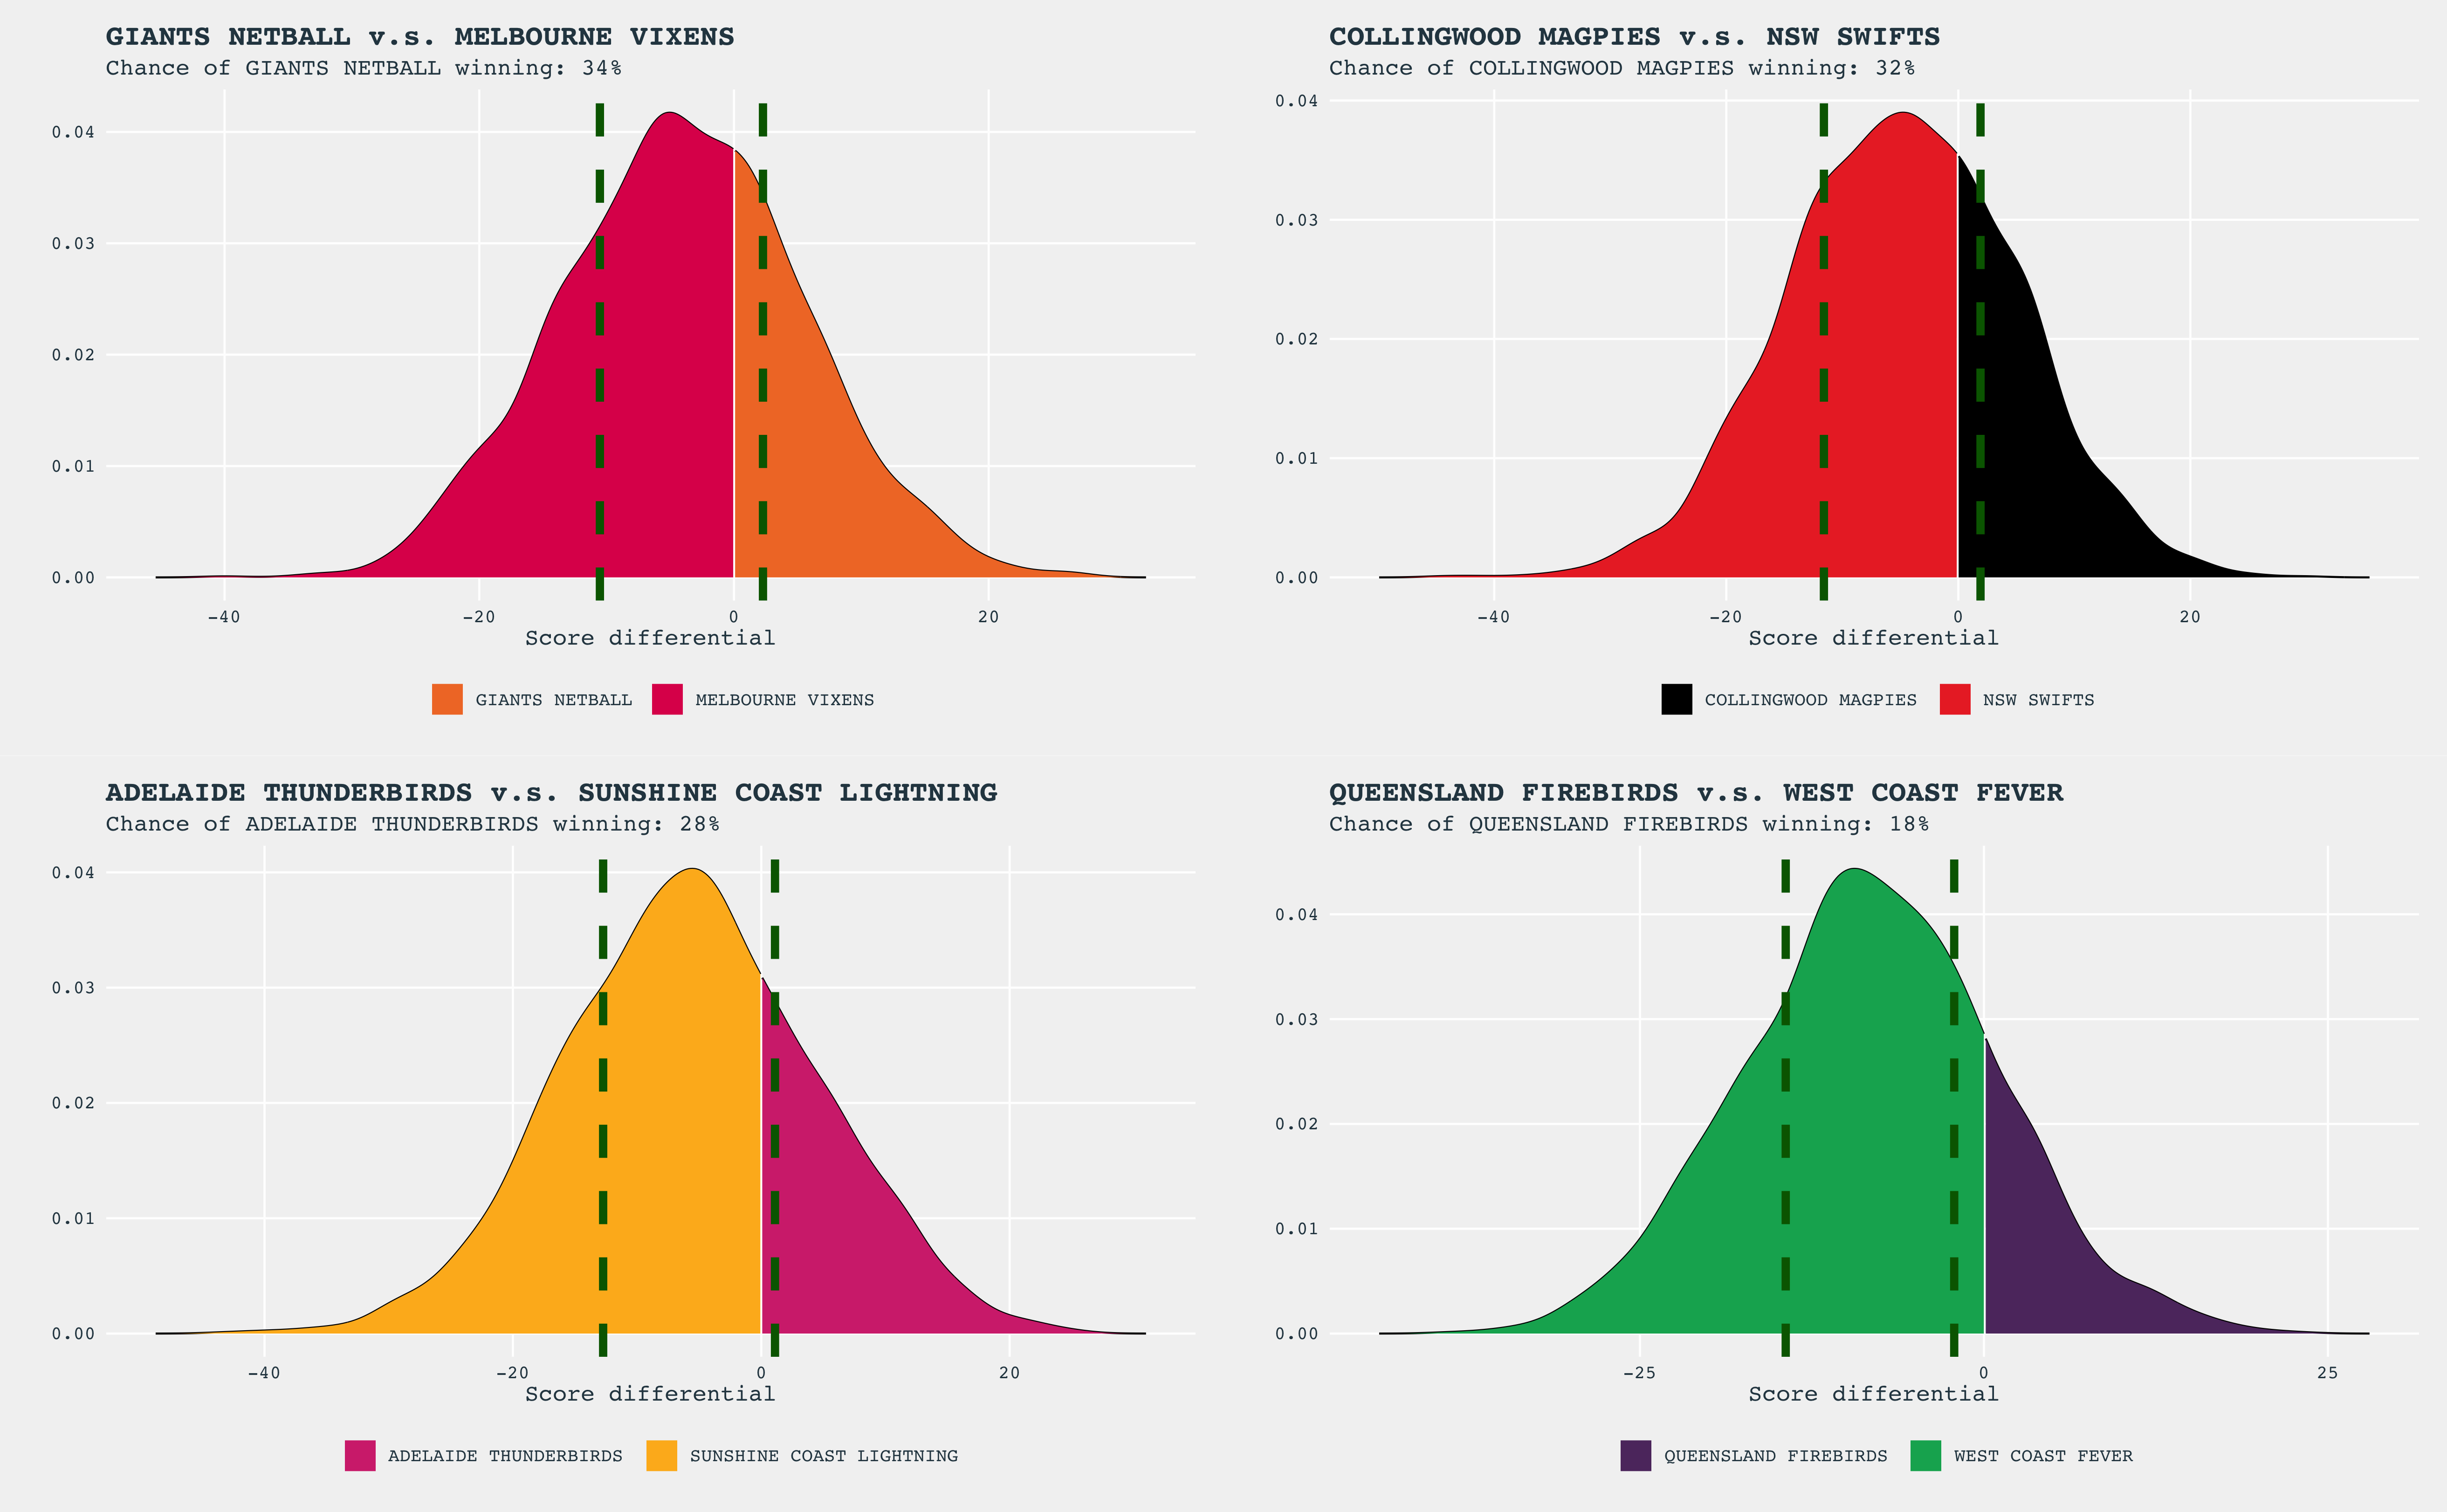 GIANTS NETBALL v.s. MELBOURNE VIXENS
Chance of GIANTS NETBALL winning: 34%
0.04
0.03
0.02
0.01
0.00
-40 -20 0 20
Score differential
GIANTS NETBALL MELBOURNE VIXENS
COLLINGWOOD MAGPIES v.s. NSW SWIFTS
Chance of COLLINGWOOD MAGPIES winning: 32%
0.04
0.03
0.02
0.01
0.00
-40 -20 0 20
Score differential
COLLINGWOOD MAGPIES NSW SWIFTS
ADELAIDE THUNDERBIRDS v.s. SUNSHINE COAST LIGHTNING
Chance of ADELAIDE THUNDERBIRDS winning: 28%
0.04
0.03
0.02
0.01
0.00
-40 -20 0 20
Score differential
ADELAIDE THUNDERBIRDS SUNSHINE COAST LIGHTNING
QUEENSLAND FIREBIRDS v.s. WEST COAST FEVER
Chance of QUEENSLAND FIREBIRDS winning: 18%
0.04
0.03
0.02
0.01
0.00
-25 0 25
Score differential
QUEENSLAND FIREBIRDS WEST COAST FEVER